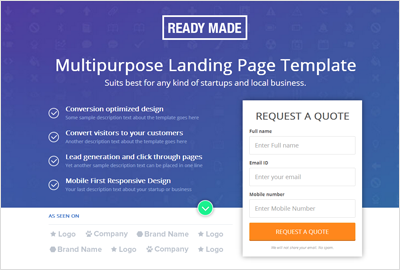 READY MADE
Multipurpose Landing Page Template
Suits best for any kind of startups and local business.
Conversion optimized design
Some sample description text about the template goes here
Convert visitors to your customers
Another description text about the template goes here
Lead generation and click through pages
Yet another sample description text can be placed in one line
Mobile First Responsive Design
Your last description text about your startup or business
REQUEST A QUOTE
Full name
Enter Full name
Email ID
Enter your email
Mobile number
Enter Mobile Number
REQUEST A QUOTE
We will not share your email. No spam.
AS SEEN ON
Logo Company Logo Brand Name
Brand Name Logo Company Logo